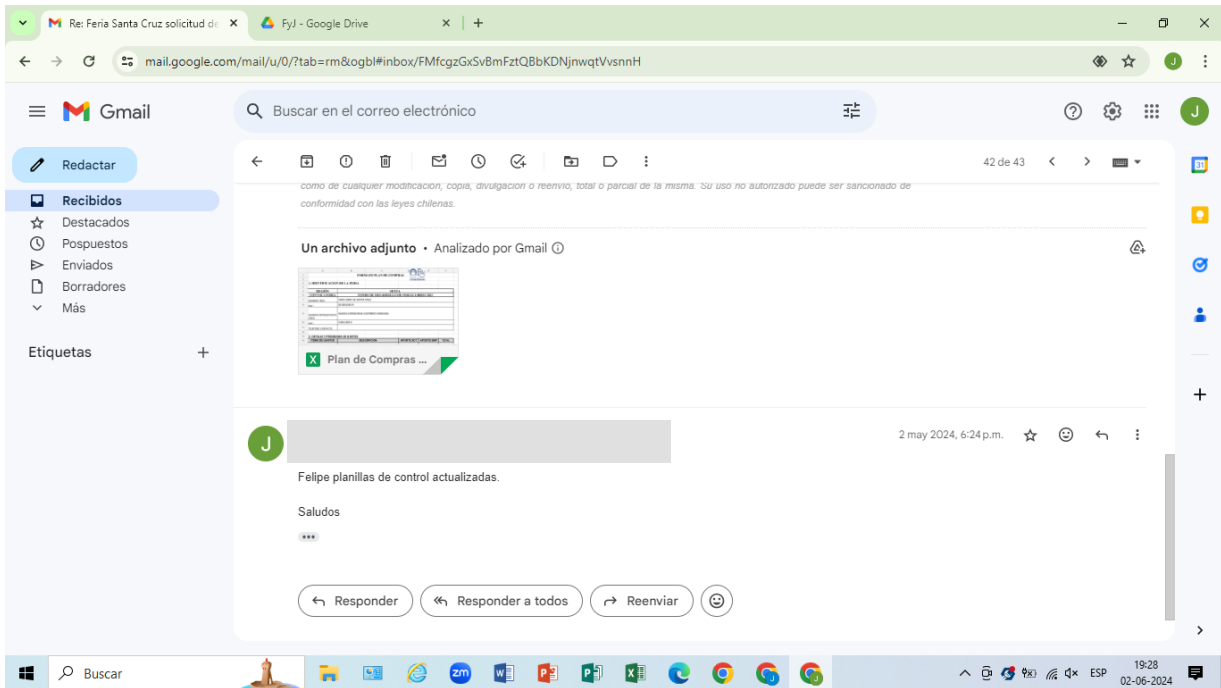 Re: Feria Santa Cruz solicitud de
FyJ - Google Drive
mail.google.com/mail/u/0/?tab=rm&ogbl#inbox/FMfcgzGxSvBmFztQBbKDNjnwqtVvsnnH
J
Gmail
Buscar en el correo electrónico
J
Redactar
42 de 43
31
como de cualquier modificación, copia, divulgación o reenvío, total o parcial de la misma. Su uso no autorizado puede ser sancionado de
conformidad con las leyes chilenas.
Recibidos
Destacados
Pospuestos
Enviados
Borradores
Más
Etiquetas
Un archivo adjunto • Analizado por Gmail
X Plan de Compras ...
J
2 may 2024, 6:24 p.m.
Felipe planillas de control actualizadas.
Saludos
Responder
Responder a todos
Reenviar
Buscar
zm
ESP
19:28
02-06-2024